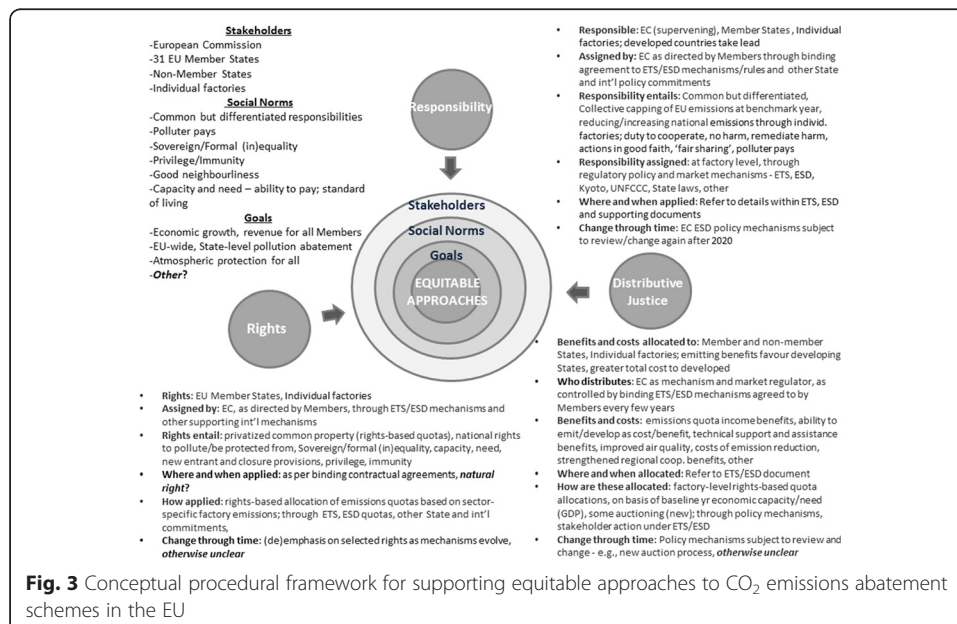 Stakeholders
-European Commission
-31 EU Member States
-Non-Member States
-Individual factories
Social Norms
-Common but differentiated responsibilities
-Polluter pays
-Sovereign/Formal (in)equality
-Privilege/Immunity
-Good neighbourliness
-Capacity and need – ability to pay; standard
of living
Goals
-Economic growth, revenue for all Members
-EU-wide, State-level pollution abatement
-Atmospheric protection for all
-Other?
Responsibility
• Responsible: EC (supervening), Member States , Individual
factories; developed countries take lead
• Assigned by: EC as directed by Members through binding
agreement to ETS/ESD mechanisms/rules and other State
and int'l policy commitments
• Responsibility entails: Common but differentiated,
Collective capping of EU emissions at benchmark year,
reducing/increasing national emissions through individ.
factories; duty to cooperate, no harm, remediate harm,
actions in good faith, 'fair sharing', polluter pays
• Responsibility assigned: at factory level, through
regulatory policy and market mechanisms - ETS, ESD,
Kyoto, UNFCCC, State laws, other
• Where and when applied: Refer to details within ETS, ESD
and supporting documents
• Change through time: EC ESD policy mechanisms subject
to review/change again after 2020
Stakeholders
Social Norms
Goals
EQUITABLE
APPROACHES
Rights
Distributive
Justice
• Rights: EU Member States, Individual factories
• Assigned by: EC, as directed by Members, through ETS/ESD mechanisms and
other supporting int'l mechanisms
• Rights entail: privatized common property (rights-based quotas), national rights
to pollute/be protected from, Sovereign/formal (in)equality, capacity, need,
new entrant and closure provisions, privilege, immunity
• Where and when applied: as per binding contractual agreements, natural
right?
• How applied: rights-based allocation of emissions quotas based on sector-
specific factory emissions; through ETS, ESD quotas, other State and int'l
commitments,
• Change through time: (de)emphasis on selected rights as mechanisms evolve,
otherwise unclear
• Benefits and costs allocated to: Member and non-member
States, Individual factories; emitting benefits favour developing
States, greater total cost to developed
• Who distributes: EC as mechanism and market regulator, as
controlled by binding ETS/ESD mechanisms agreed to by
Members every few years
• Benefits and costs: emissions quota income benefits, ability to
emit/develop as cost/benefit, technical support and assistance
benefits, improved air quality, costs of emission reduction,
strengthened regional coop. benefits, other
• Where and when allocated: Refer to ETS/ESD document
• How are these allocated: factory-level rights-based quota
allocations, on basis of baseline yr economic capacity/need
(GDP), some auctioning (new); through policy mechanisms,
stakeholder action under ETS/ESD
• Change through time: Policy mechanisms subject to review and
change - e.g., new auction process, otherwise unclear
Fig. 3 Conceptual procedural framework for supporting equitable approaches to CO2 emissions abatement
schemes in the EU